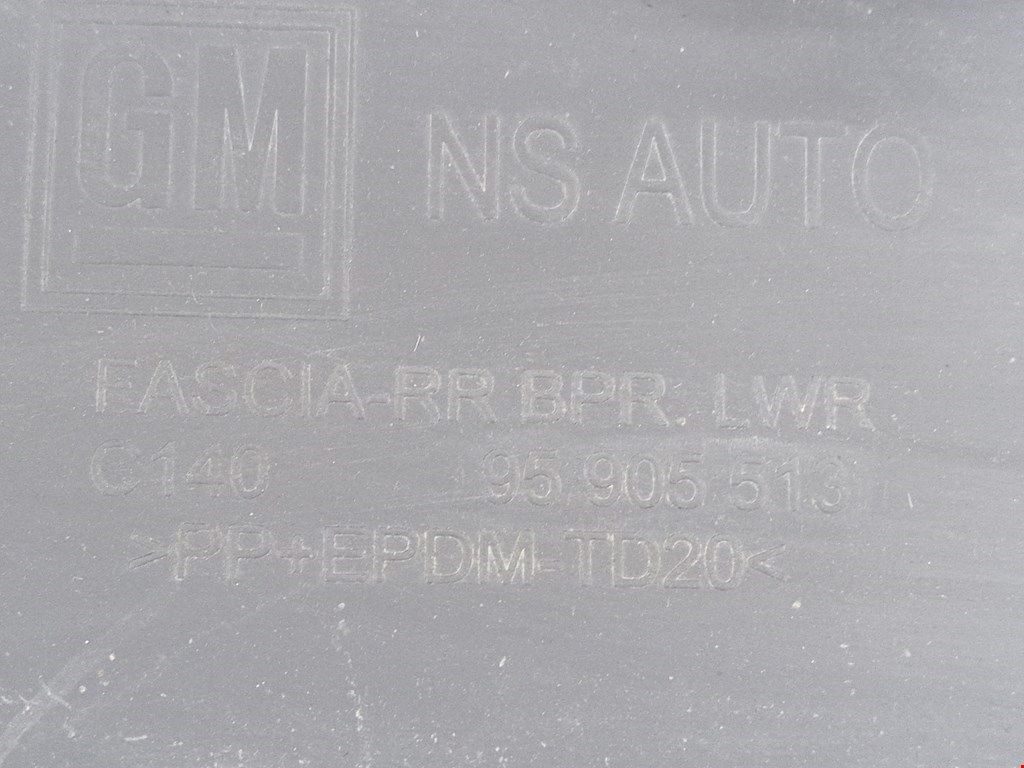 GM
NS AUTO
FASCIA-RR BPR. LWR
C140 95 905 513
>PP+EPDM-TD20<